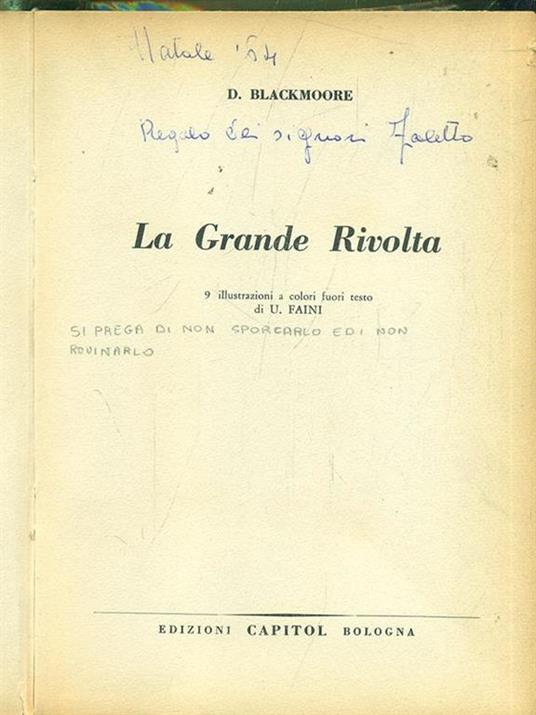 Natale '54
D. BLACKMOORE
Regalo dei signori
La Grande Rivolta
9 illustrazioni a colori fuori testo
di U. FAINI
SI PREGA DI NON SPORCARLO E DI NON
ROVINARLO
EDIZIONI CAPITOL BOLOGNA